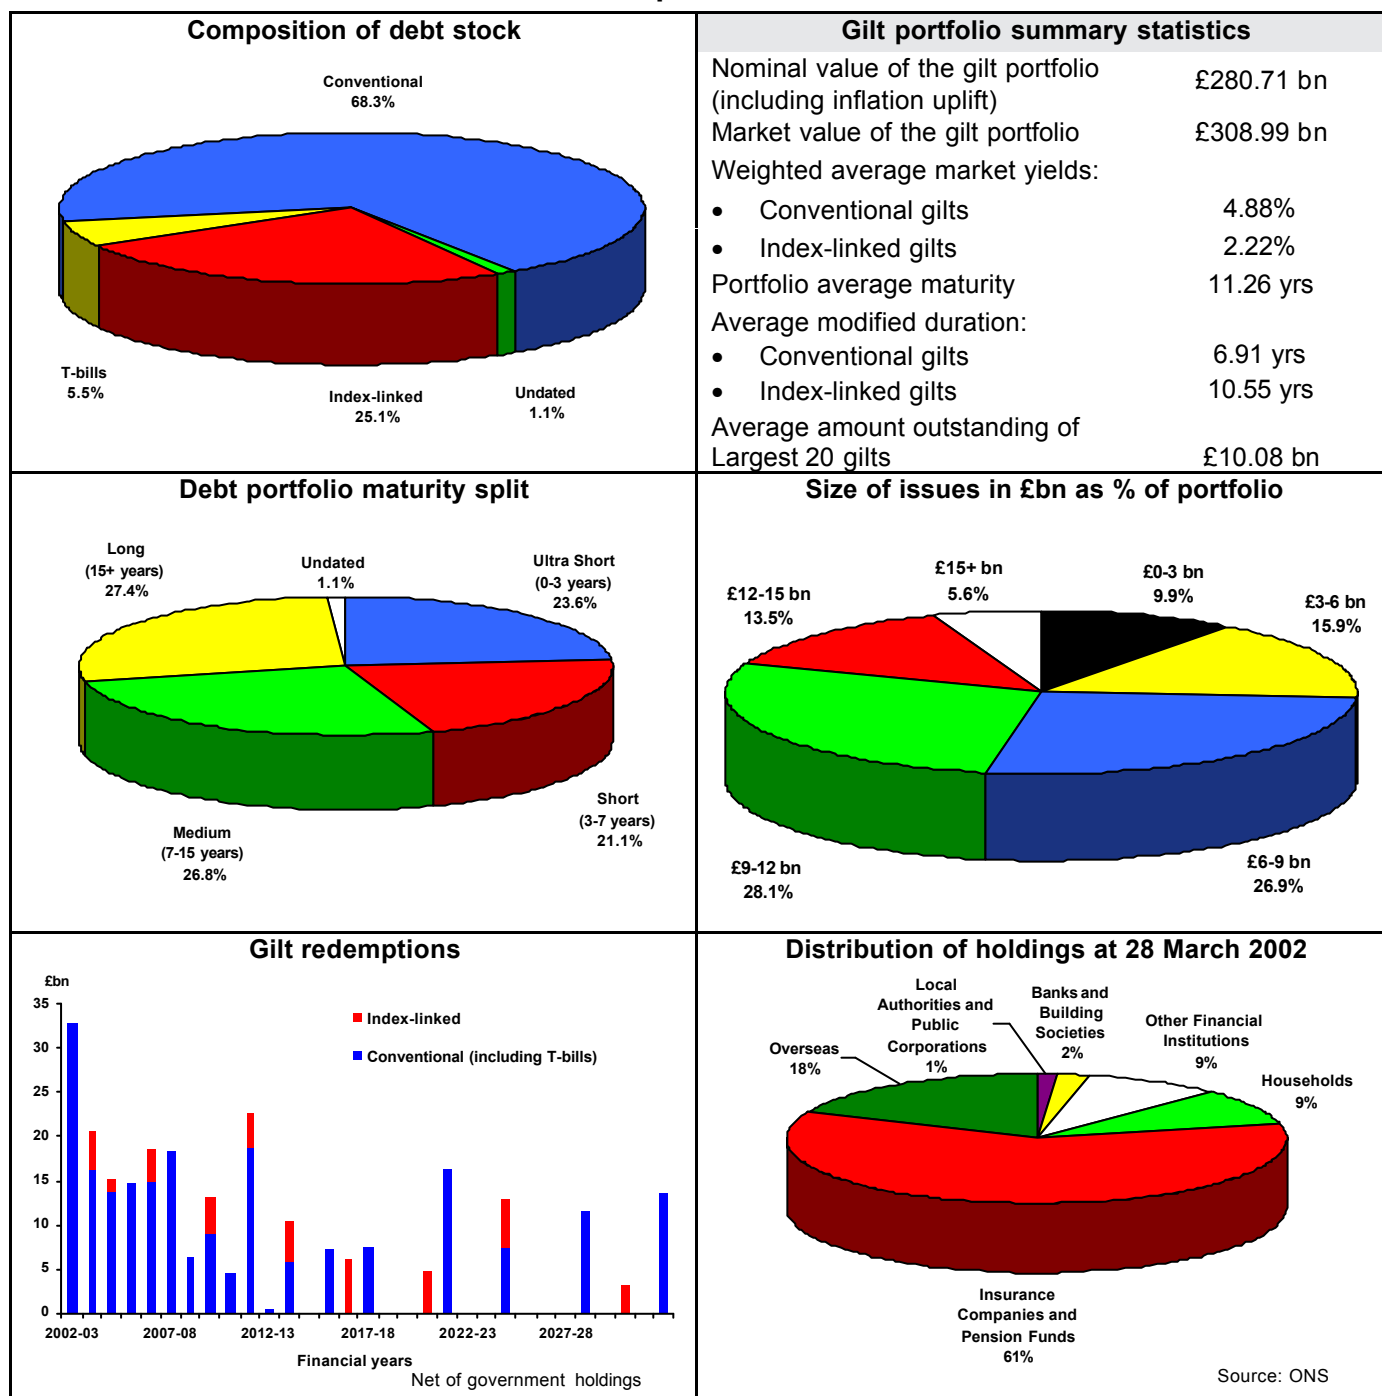 Composition of debt stock
Conventional
68.3%
T-bills
5.5%
Index-linked
25.1%
Undated
1.1%
Gilt portfolio summary statistics
Nominal value of the gilt portfolio
(including inflation uplift)
£280.71 bn
Market value of the gilt portfolio £308.99 bn
Weighted average market yields:
• Conventional gilts 4.88%
• Index-linked gilts 2.22%
Portfolio average maturity 11.26 yrs
Average modified duration:
• Conventional gilts 6.91 yrs
• Index-linked gilts 10.55 yrs
Average amount outstanding of
Largest 20 gilts £10.08 bn
Debt portfolio maturity split
Long
(15+ years)
27.4%
Undated
1.1%
Ultra Short
(0-3 years)
23.6%
Short
(3-7 years)
21.1%
Medium
(7-15 years)
26.8%
Size of issues in £bn as % of portfolio
£15+ bn
5.6%
£0-3 bn
9.9%
£12-15 bn
13.5%
£3-6 bn
15.9%
£9-12 bn
28.1%
£6-9 bn
26.9%
Gilt redemptions
£bn
35
30
25
20
15
10
5
0
Index-linked
Conventional (including T-bills)
2002-03 2007-08 2012-13 2017-18 2022-23 2027-28
Financial years
Net of government holdings
Distribution of holdings at 28 March 2002
Local
Authorities and
Public
Corporations
1%
Banks and
Building
Societies
2%
Other Financial
Institutions
9%
Overseas
18%
Households
9%
Insurance
Companies and
Pension Funds
61%
Source: ONS